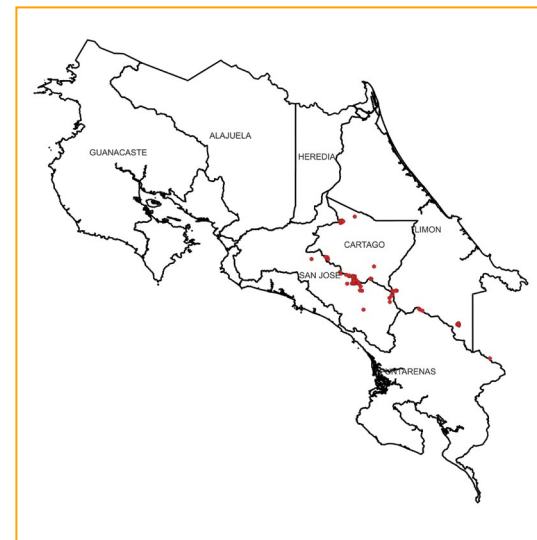 ALAJUELA
GUANACASTE
HEREDIA
LIMON
CARTAGO
SAN JOSE
PUNTARENAS